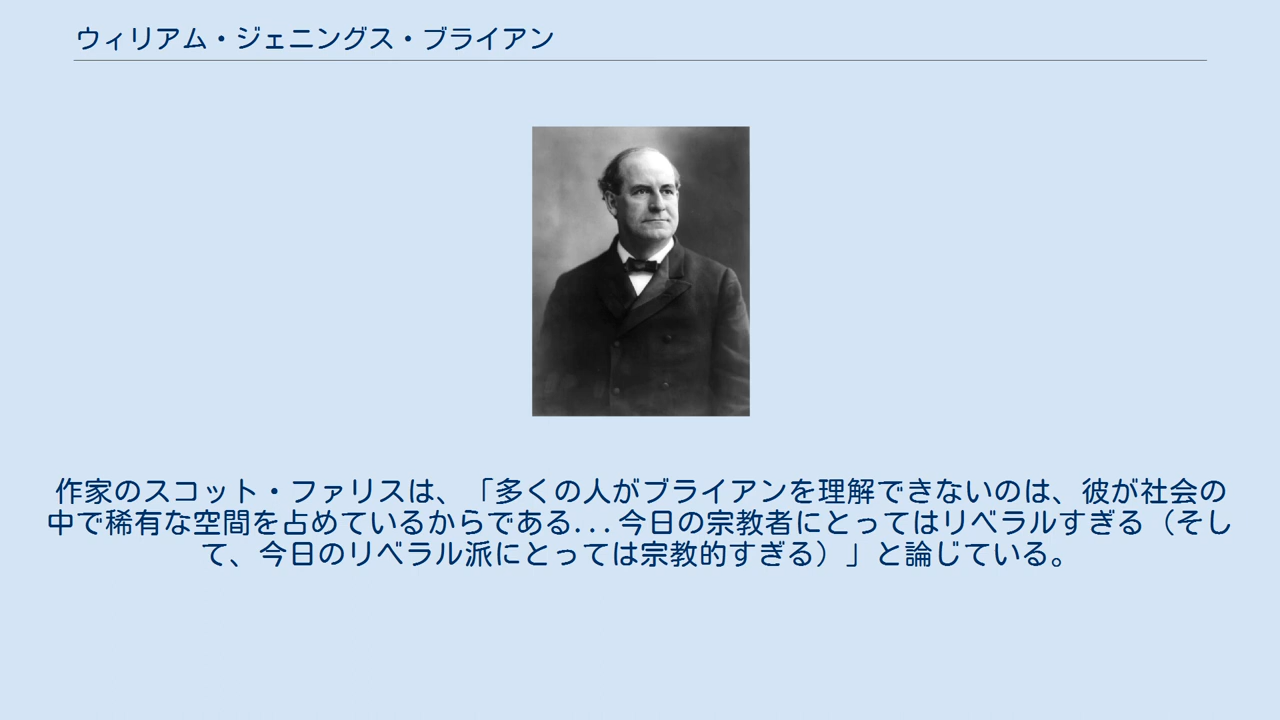 ウィリアム・ジェニングス・ブライアン
作家のスコット・ファリスは、「多くの人がブライアンを理解できないのは、彼が社会の
中で稀有な空間を占めているからである...今日の宗教者にとってはリベラルすぎる（そし
て、今日のリベラル派にとっては宗教的すぎる）」と論じている。